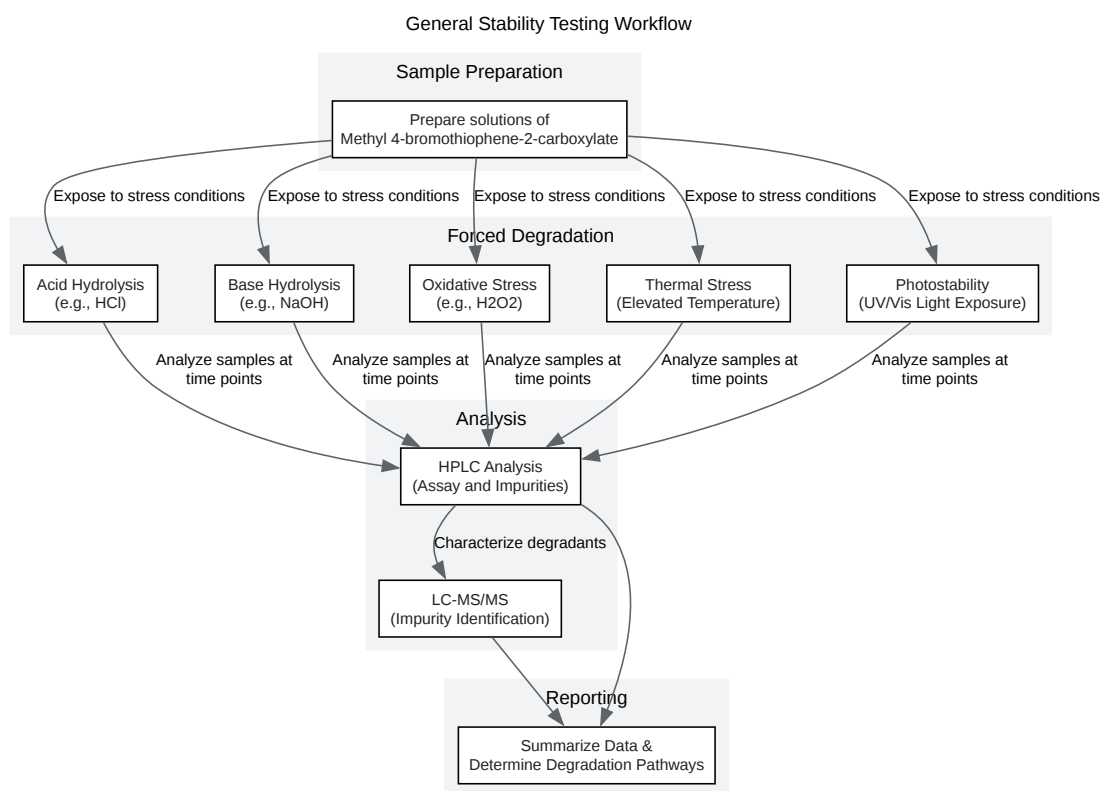 General Stability Testing Workflow
Sample Preparation
Prepare solutions of
Methyl 4-bromothiophene-2-carboxylate
Expose to stress conditions
Expose to stress conditions
Expose to stress conditions
Expose to stress conditions
Expose to stress conditions
Forced Degradation
Acid Hydrolysis
(e.g., HCl)
Base Hydrolysis
(e.g., NaOH)
Oxidative Stress
(e.g., H2O2)
Thermal Stress
(Elevated Temperature)
Photostability
(UV/Vis Light Exposure)
Analyze samples at
time points
Analyze samples at
time points
Analyze samples at
time points
Analyze samples at
time points
Analyze samples at
time points
Analysis
HPLC Analysis
(Assay and Impurities)
Characterize degradants
LC-MS/MS
(Impurity Identification)
Reporting
Summarize Data &
Determine Degradation Pathways